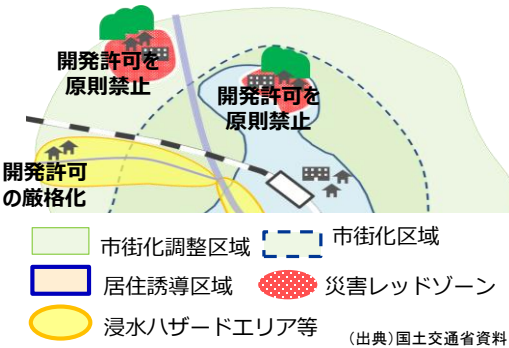 開発許可を
原則禁止
開発許可を
原則禁止
開発許可
の厳格化
市街化調整区域
市街化区域
居住誘導区域
災害レッドゾーン
浸水ハザードエリア等
（出典）国土交通省資料